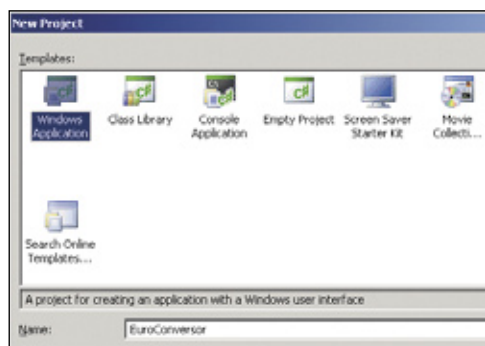 New Project
Templates:
Windows Application
Class Library
Console Application
Empty Project
Screen Saver Starter Kit
Movie Collecti...
Search Online Templates...
A project for creating an application with a Windows user interface
Name: EuroConversor